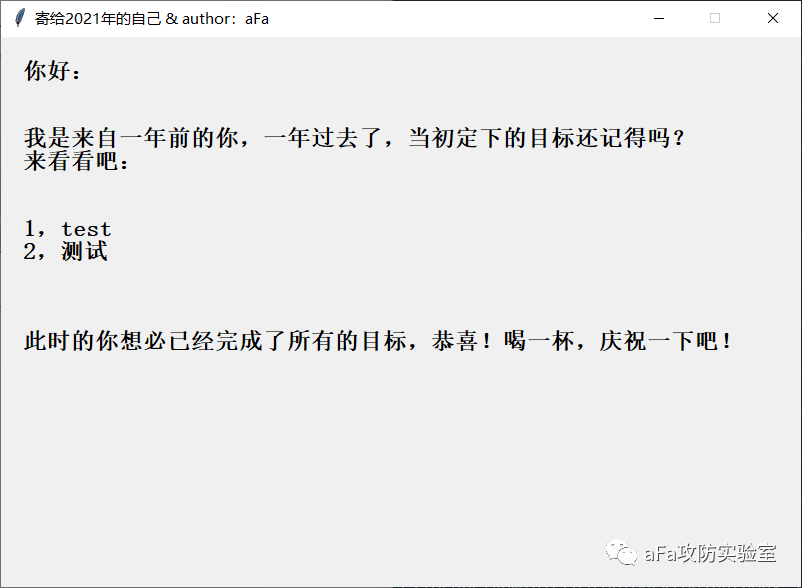 寄给2021年的自己 & author：aFa
你好：
我是来自一年前的你，一年过去了，当初定下的目标还记得吗？
来看看吧：
1，test
2，测试
此时的你想必已经完成了所有的目标，恭喜！喝一杯，庆祝一下吧！
aFa攻防实验室